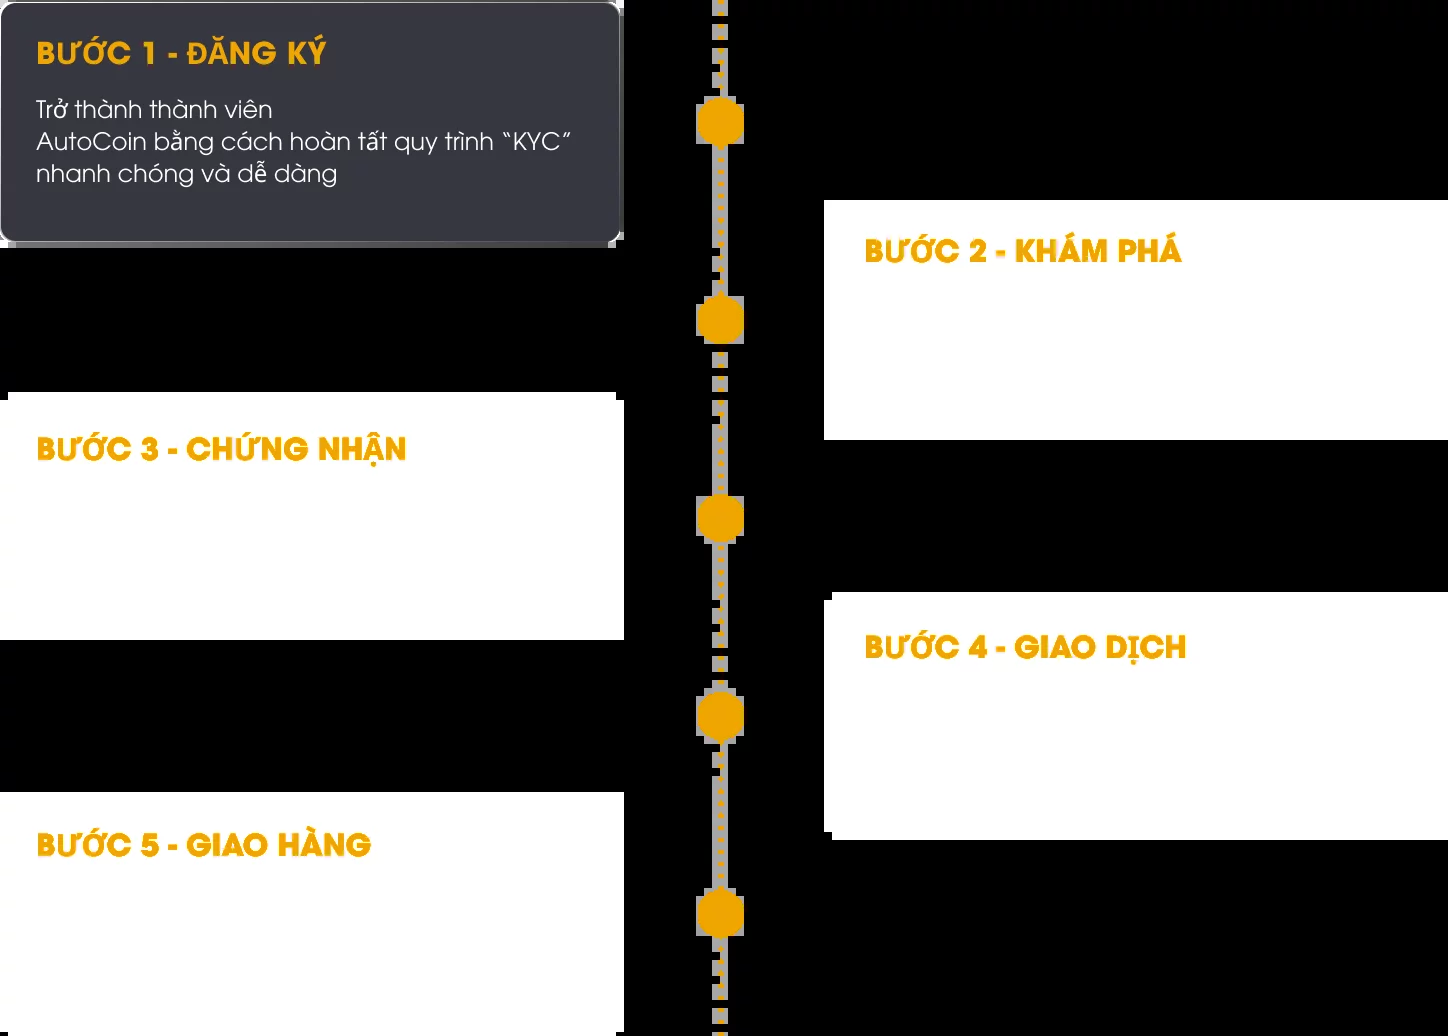 BƯỚC 1 - ĐĂNG KÝ
Trở thành thành viên
AutoCoin bằng cách hoàn tất quy trình “KYC”
nhanh chóng và dễ dàng
BƯỚC 2 - KHÁM PHÁ
BƯỚC 3 - CHỨNG NHẬN
BƯỚC 4 - GIAO DỊCH
BƯỚC 5 - GIAO HÀNG